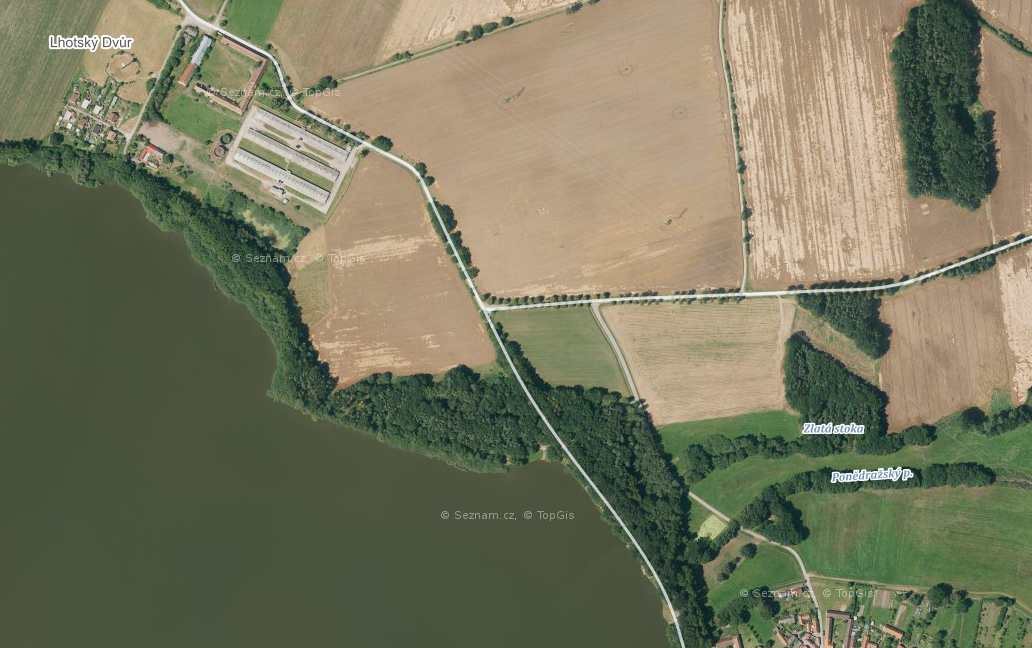 Lhotský Dvůr
© Seznam.cz, © TopGis
© Seznam.cz, © TopGis
Zlatá stoka
Ponědražský p.
© Seznam.cz, © TopGis
© Seznam.cz, © TopGis